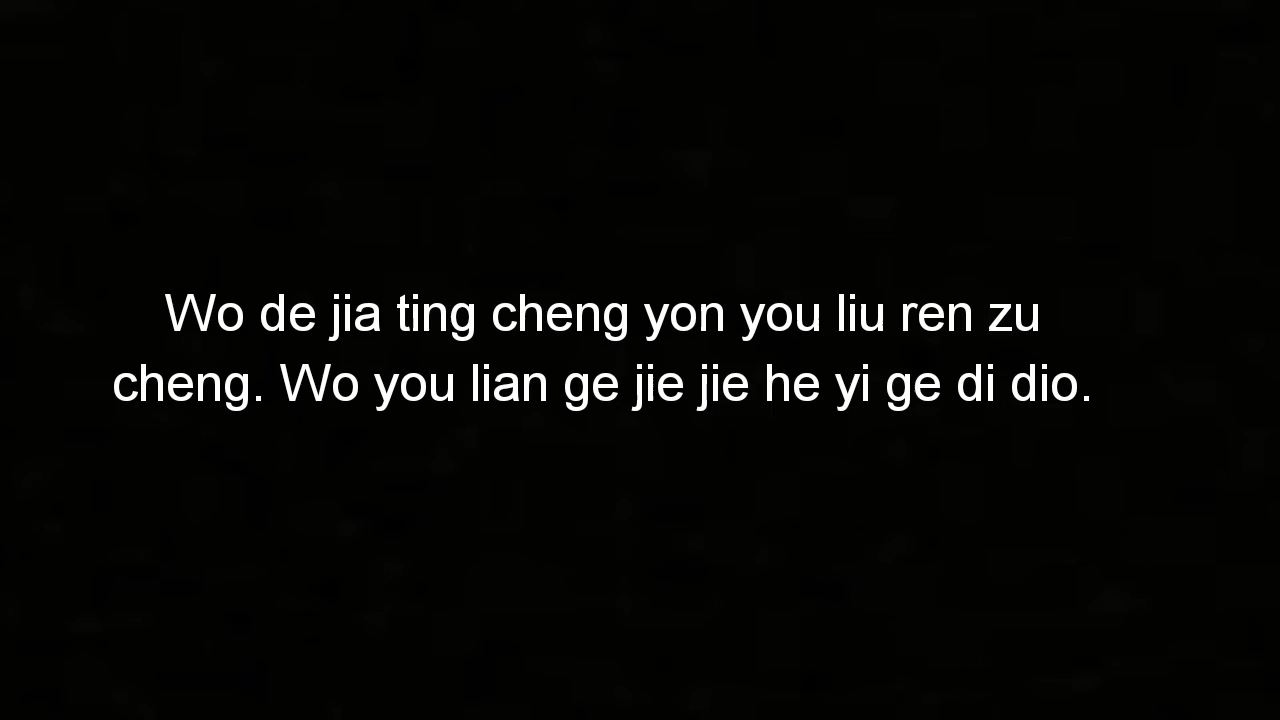 Wo de jia ting cheng yon you liu ren zu
cheng. Wo you lian ge jie jie he yi ge di dio.